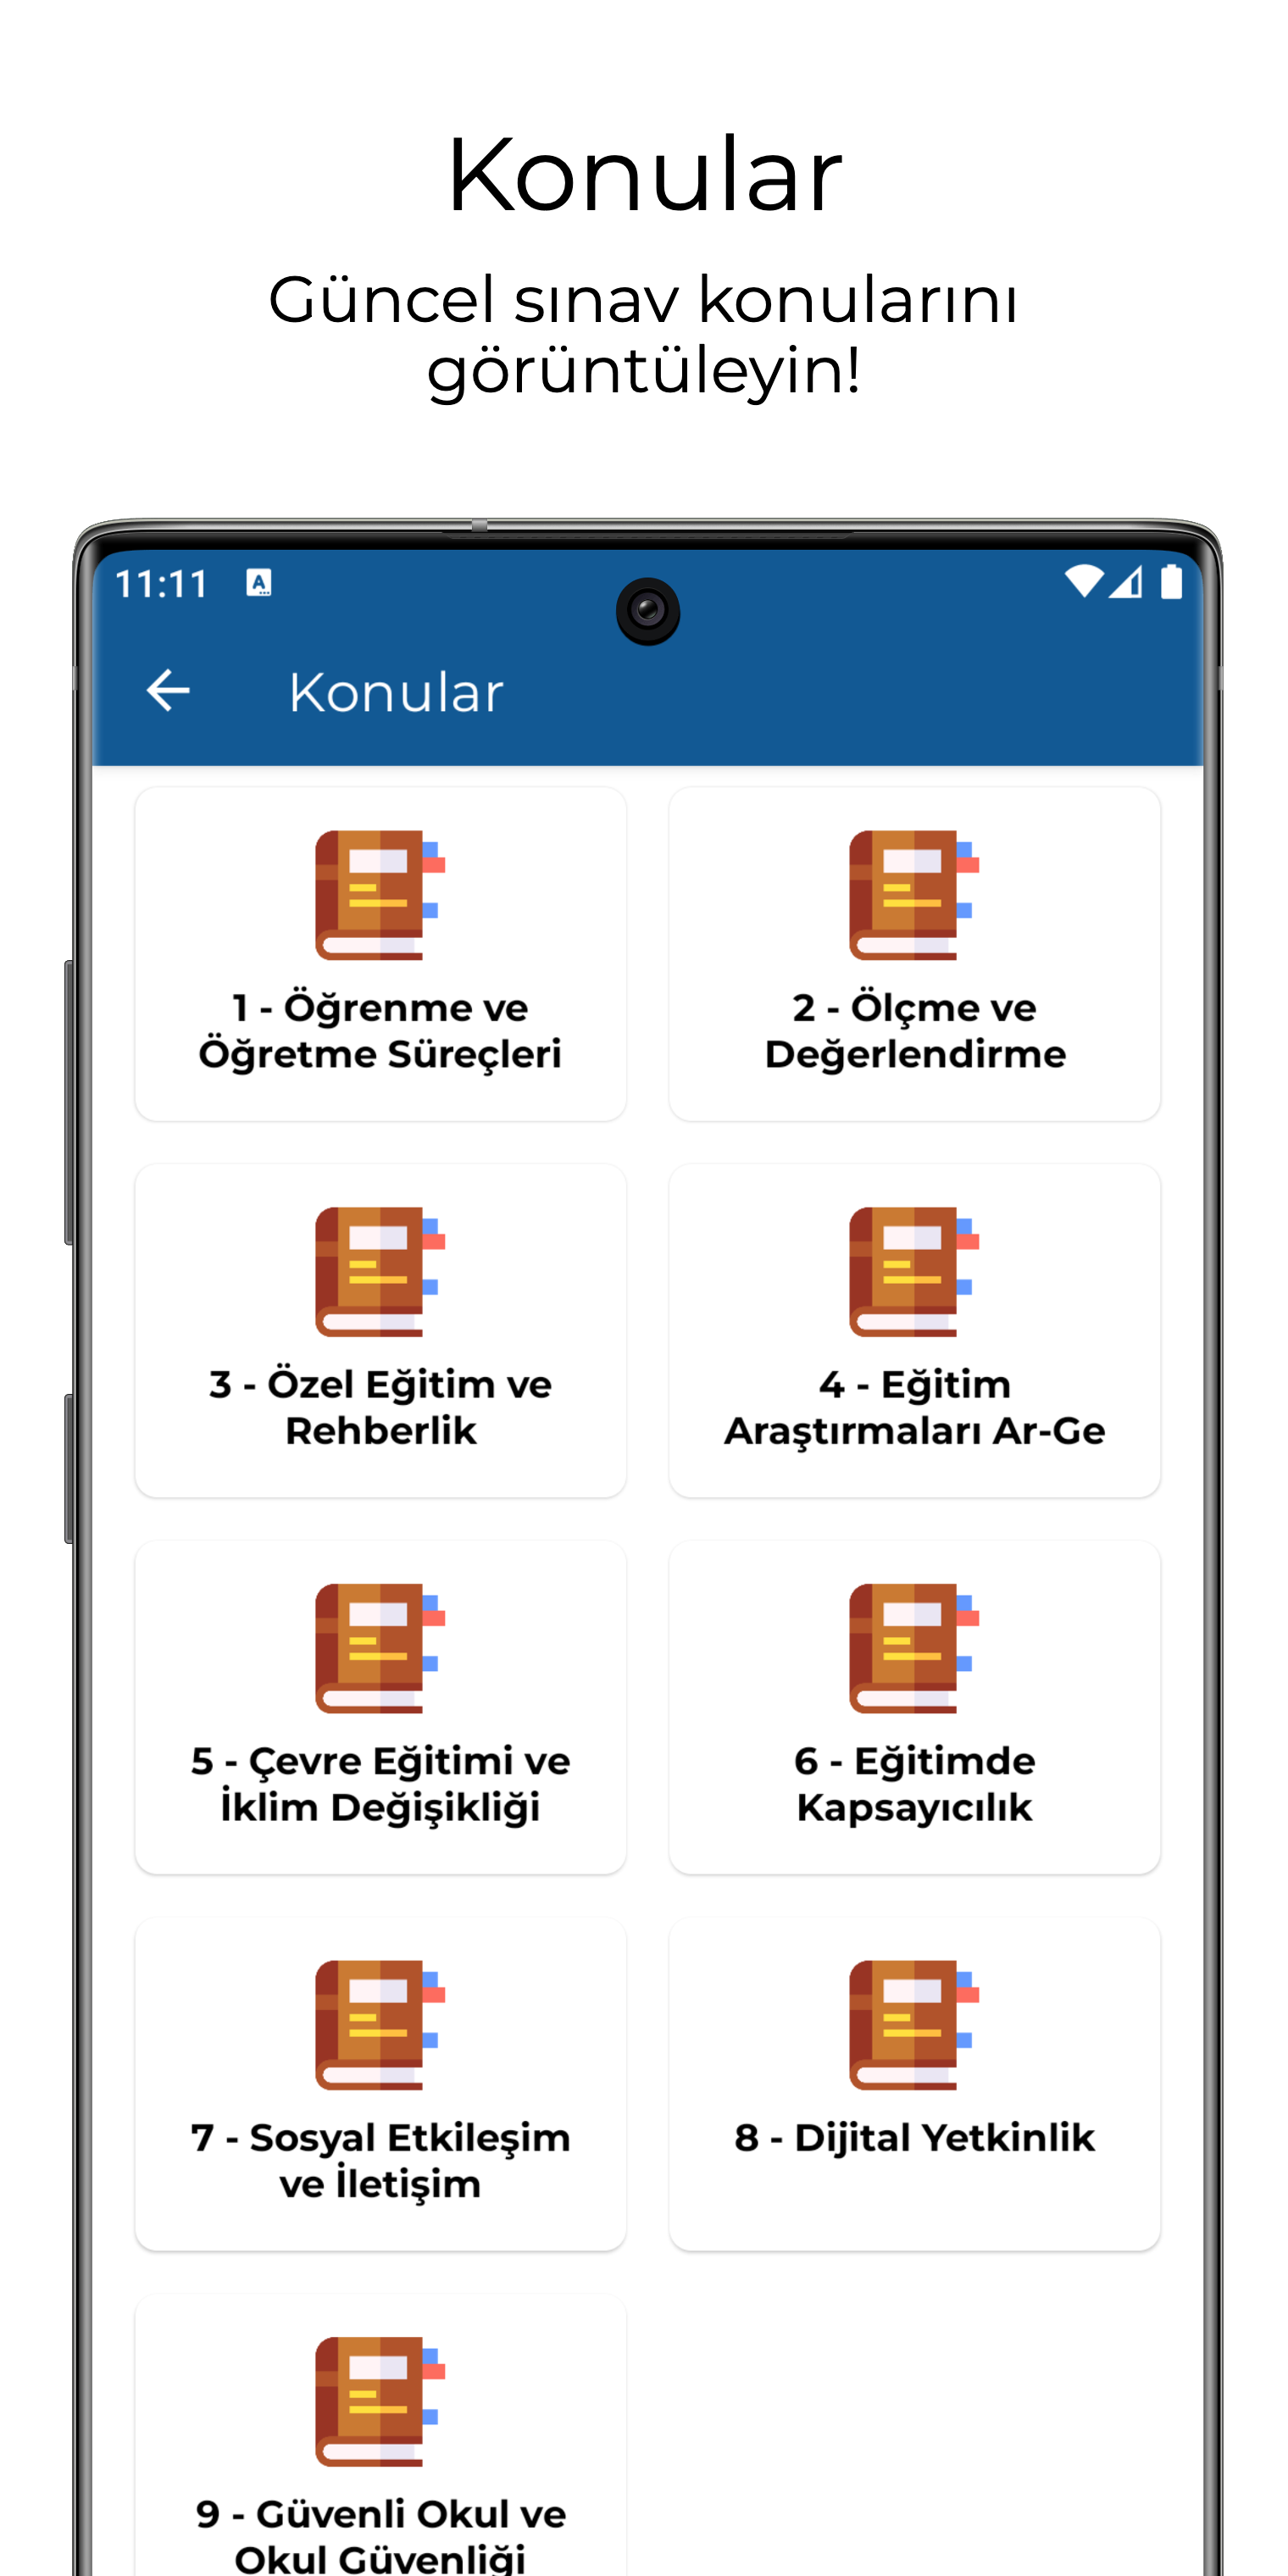 Konular
Güncel sınav konularını
görüntüleyin!
11:11
A
Konular
1 - Öğrenme ve
Öğretme Süreçleri
2 - Ölçme ve
Değerlendirme
3 - Özel Eğitim ve
Rehberlik
4 - Eğitim
Araştırmaları Ar-Ge
5 - Çevre Eğitimi ve
İklim Değişikliği
6 - Eğitimde
Kapsayıcılık
7 - Sosyal Etkileşim
ve İletişim
8 - Dijital Yetkinlik
9 - Güvenli Okul ve
Okul Güvenliği